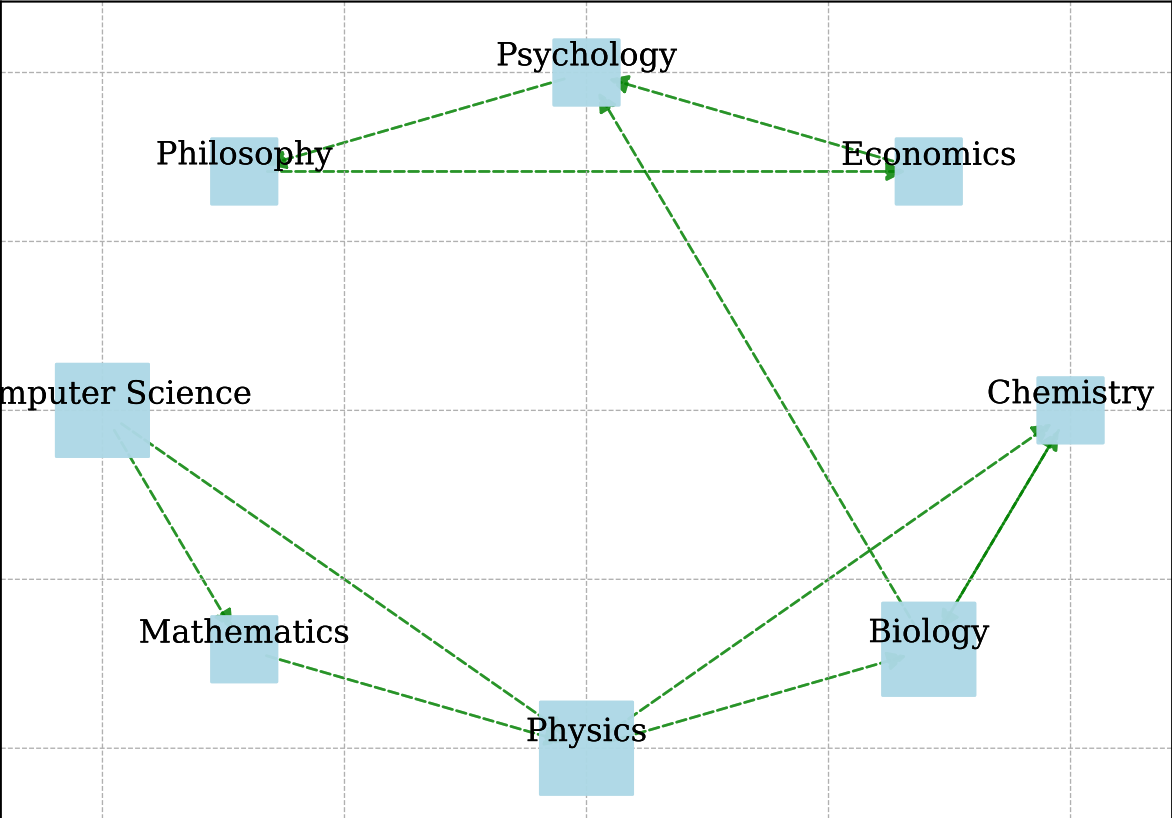 Psychology
Philosophy
Economics
mputer Science
Chemistry
Mathematics
Biology
Physics